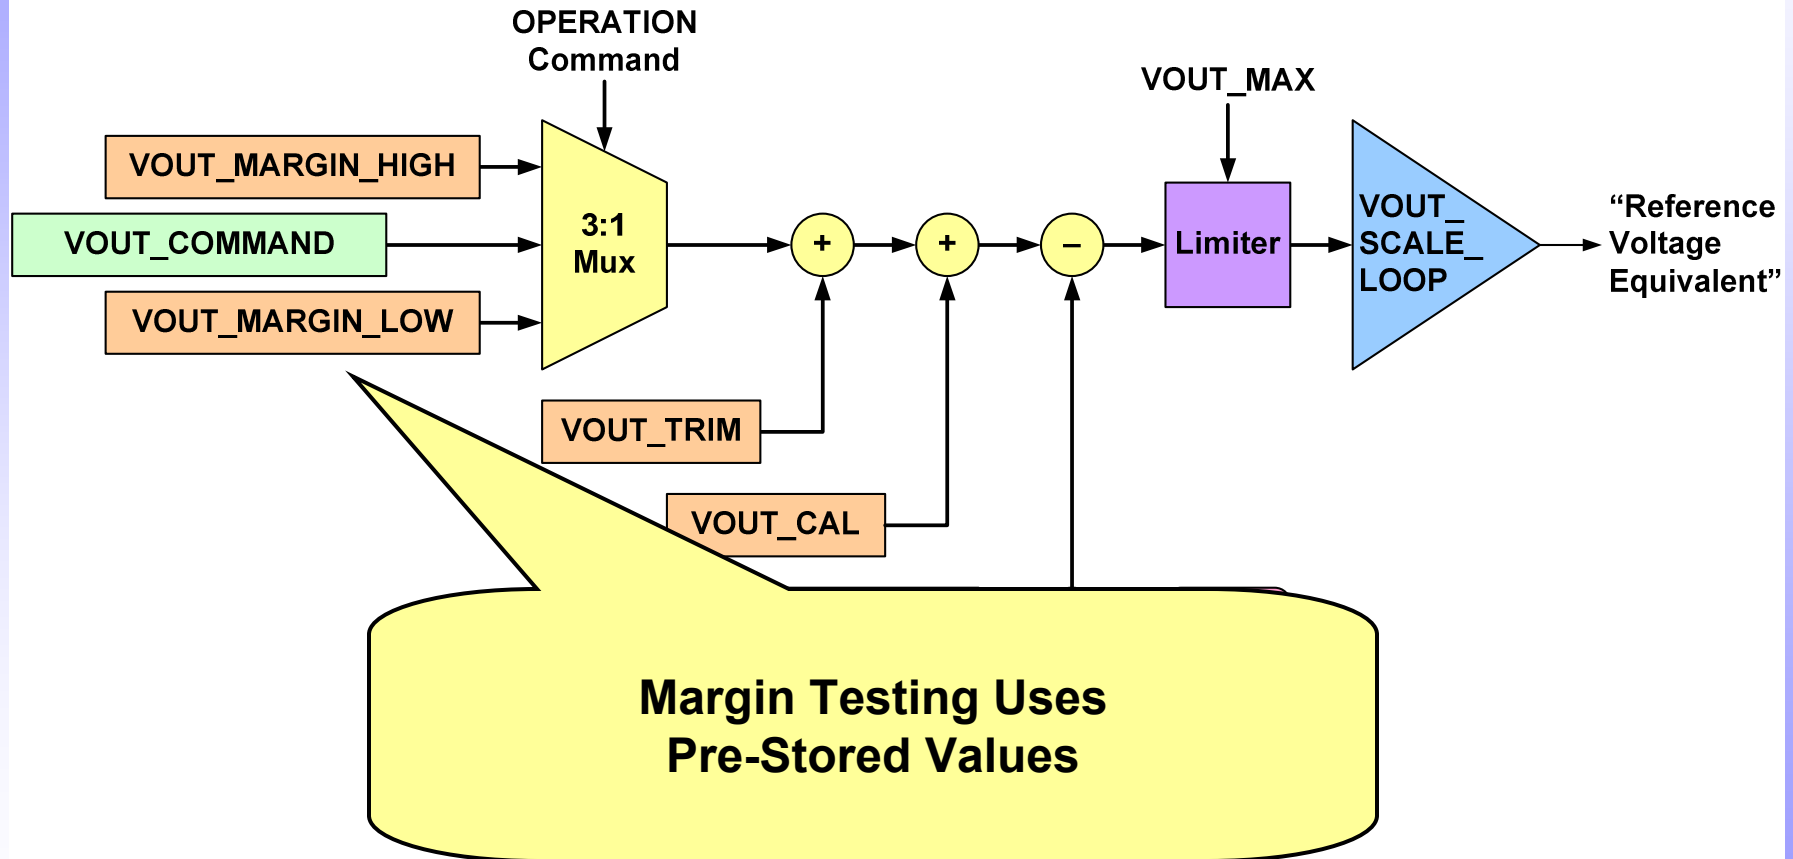 OPERATION
Command
VOUT_MAX
VOUT_MARGIN_HIGH
VOUT_COMMAND
VOUT_MARGIN_LOW
3:1
Mux
+
+
–
Limiter
VOUT_
SCALE_
LOOP
“Reference
Voltage
Equivalent”
VOUT_TRIM
VOUT_CAL
Margin Testing Uses
Pre-Stored Values